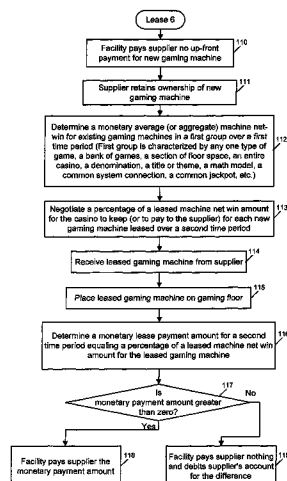 Lease 6
Facility pays supplier no up-front
payment for new gaming machine
110
Supplier retains ownership of new
gaming machine
111
Determine a monetary average (or aggregate) machine net-
win for existing gaming machines in a first group over a first
time period (First group is characterized by any one type of
game, a bank of games, a section of floor space, an entire
casino, a denomination, a title or theme, a math model, a
common system connection, a common jackpot, etc.)
112
Negotiate a percentage of a leased machine net win amount
for the casino to keep (or to pay to the supplier) for each new
gaming machine leased over a second time period
113
Receive leased gaming machine from supplier
114
Place leased gaming machine on gaming floor
115
Determine a monetary lease payment amount for a second
time period equaling a percentage of a leased machine net win
amount for the leased gaming machine
116
Is
monetary payment amount greater
than zero?
117
Yes
No
Facility pays supplier the
monetary payment amount
118
Facility pays supplier nothing
and debits supplier's account
for the difference